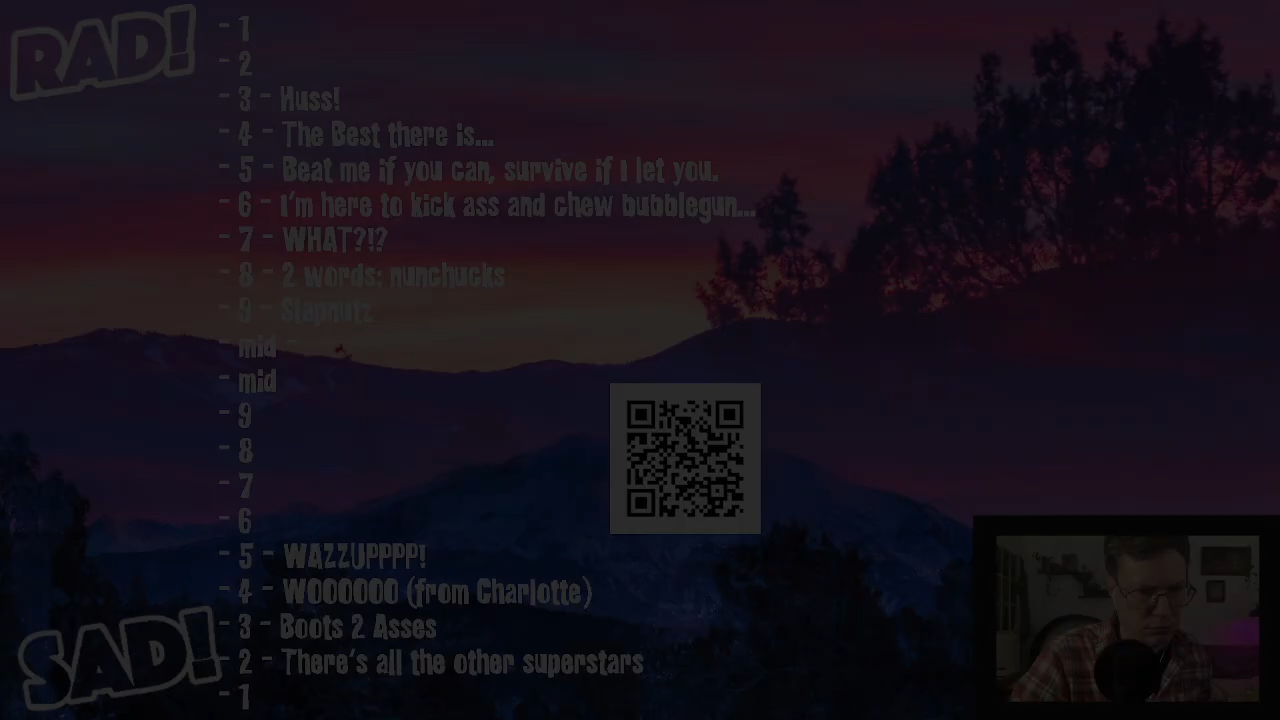 RAD!
- 1
- 2
- 3 - Huss!
- 4 - The Best there is...
- 5 - Beat me if you can, survive if I let you.
- 6 - I'm here to kick ass and chew bubblegun...
- 7 - WHAT?!?
- 8 - 2 words: nunchucks
- 9 - Slapnutz
- mid -
- mid
- 9
- 8
- 7
- 6
- 5 - WAZZUPPPP!
- 4 - WOOOOOO (from Charlotte)
- 3 - Boots 2 Asses
- 2 - There's all the other superstars
- 1
SAD!